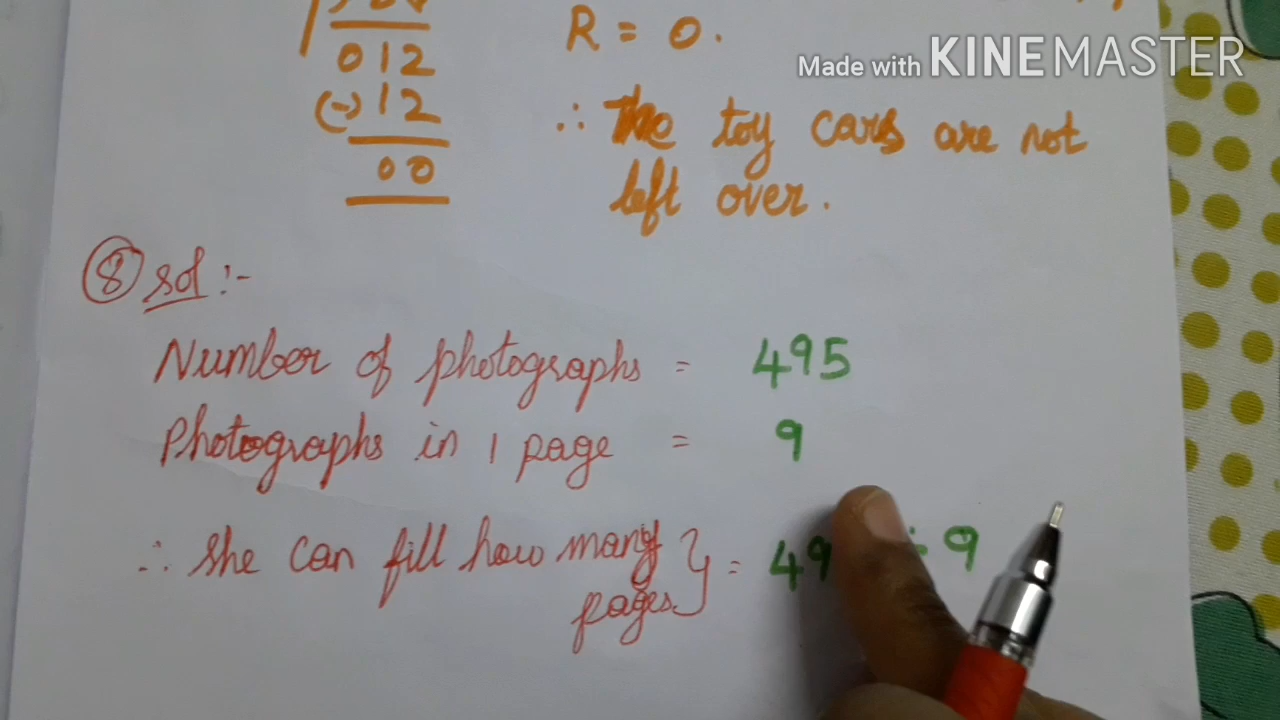 R = 0.
Made with KINEMASTER
012
(-) 12
00
∴ The toy cars are not
left over.
⑧ sol :-
Number of photographs = 495
Photographs in 1 page = 9
∴ She can fill how many } = 49 ÷ 9
pages